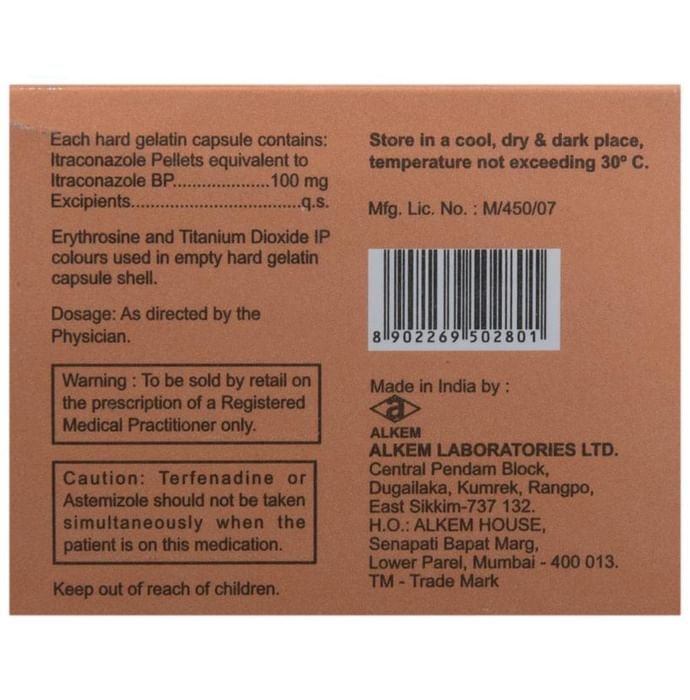 Each hard gelatin capsule contains:
Itraconazole Pellets equivalent to
Itraconazole BP....................100 mg
Excipients..................................q.s.
Erythrosine and Titanium Dioxide IP
colours used in empty hard gelatin
capsule shell.
Dosage: As directed by the
Physician.
Warning : To be sold by retail on
the prescription of a Registered
Medical Practitioner only.
Caution: Terfenadine or
Astemizole should not be taken
simultaneously when the
patient is on this medication.
Keep out of reach of children.
Store in a cool, dry & dark place,
temperature not exceeding 30º C.
Mfg. Lic. No. : M/450/07
8 902269 502801
Made in India by :
a
ALKEM
ALKEM LABORATORIES LTD.
Central Pendam Block,
Dugailaka, Kumrek, Rangpo,
East Sikkim-737 132.
H.O.: ALKEM HOUSE,
Senapati Bapat Marg,
Lower Parel, Mumbai - 400 013.
TM - Trade Mark